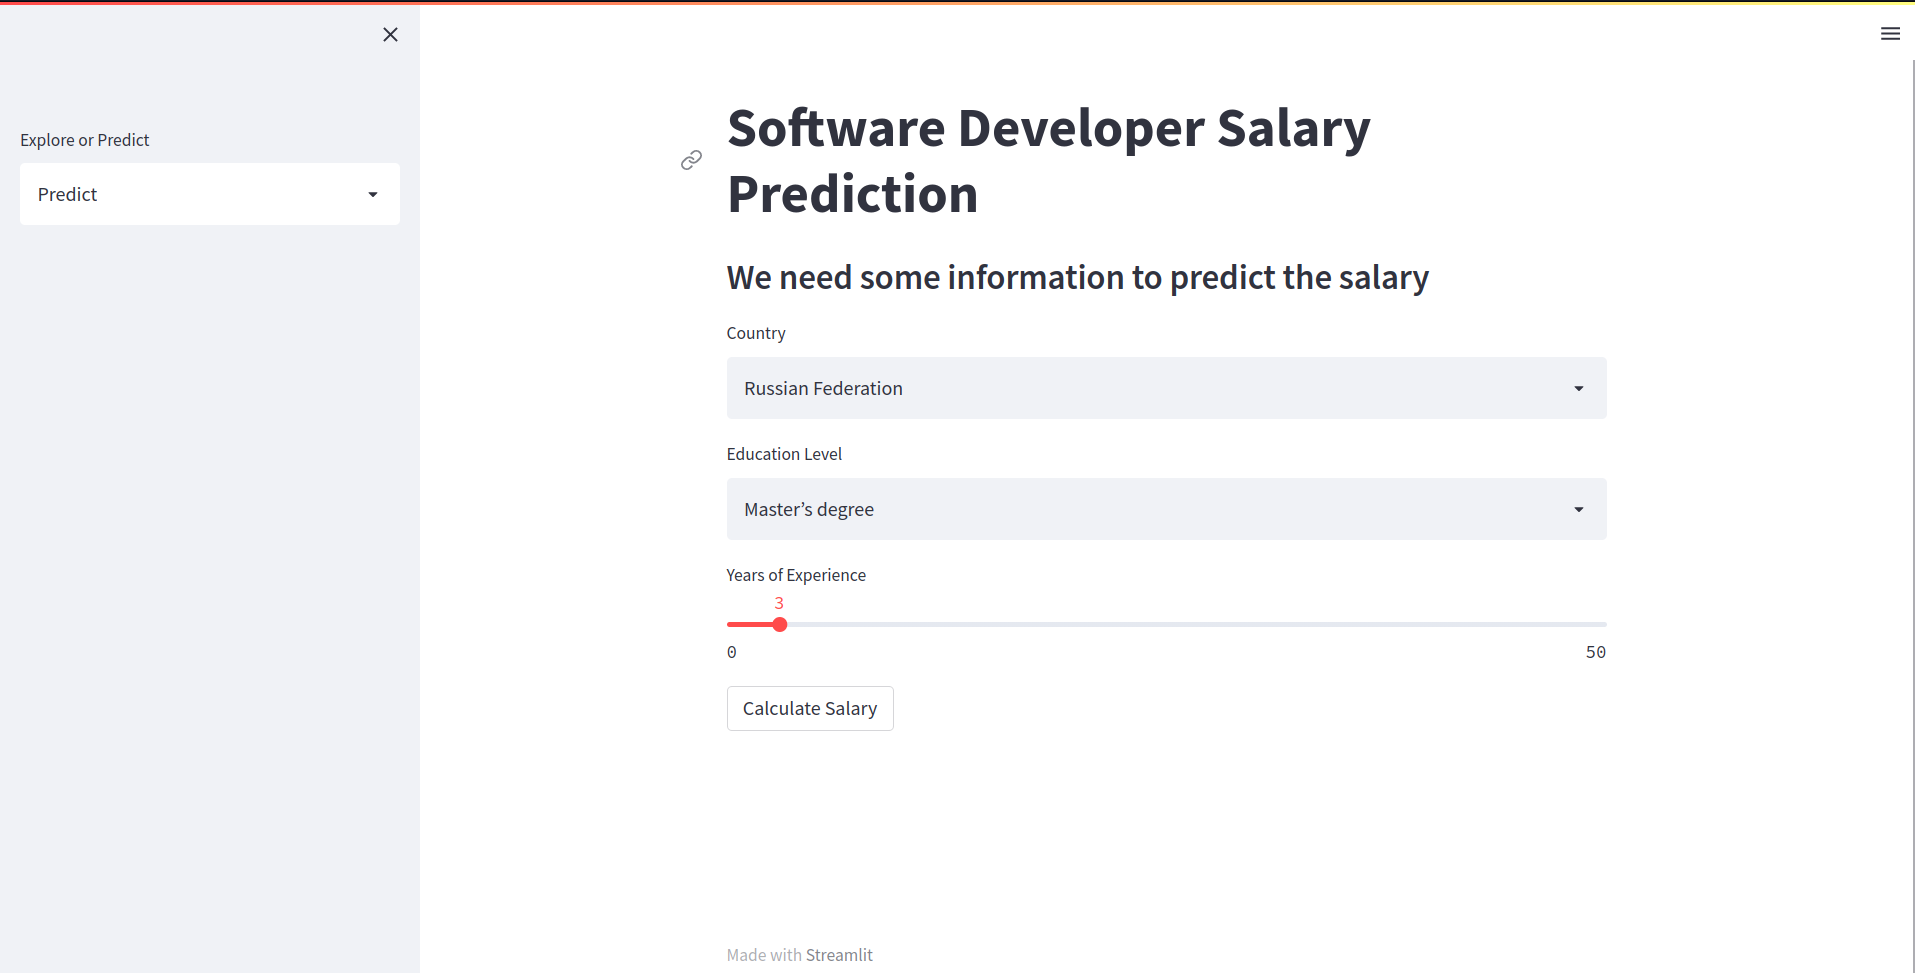 Explore or Predict
Predict
Software Developer Salary
Prediction
We need some information to predict the salary
Country
Russian Federation
Education Level
Master’s degree
Years of Experience
3
0 50
Calculate Salary
Made with Streamlit